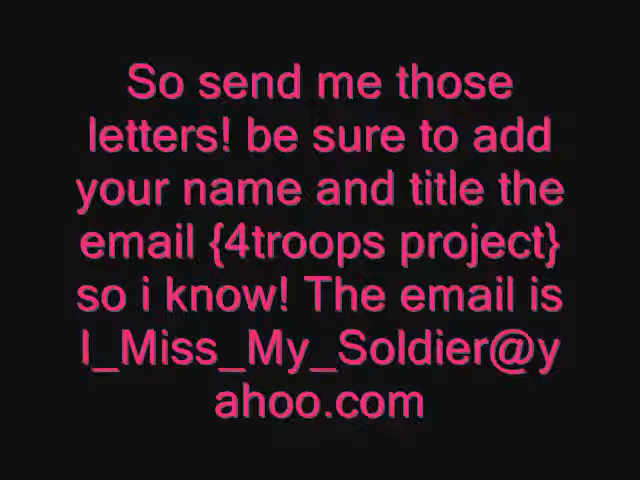 So send me those
letters! be sure to add
your name and title the
email {4troops project}
so i know! The email is
I_Miss_My_Soldier@y
ahoo.com